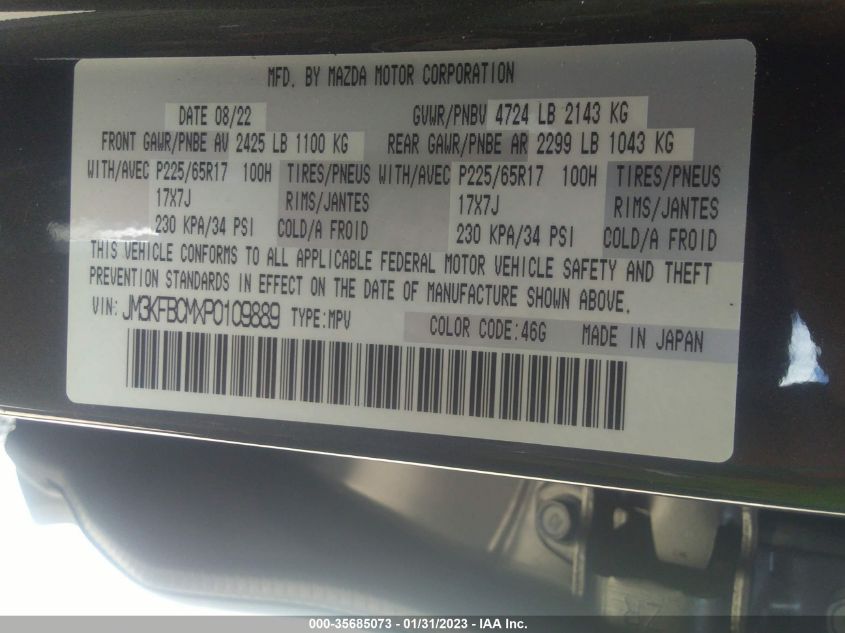 MFD. BY MAZDA MOTOR CORPORATION
DATE 08/22 GVWR/PNBV 4724 LB 2143 KG
FRONT GAWR/PNBE AV 2425 LB 1100 KG REAR GAWR/PNBE AR 2299 LB 1043 KG
WITH/AVEC P225/65R17 100H TIRES/PNEUS WITH/AVEC P225/65R17 100H TIRES/PNEUS
17X7J RIMS/JANTES 17X7J RIMS/JANTES
230 KPA/34 PSI COLD/A FROID 230 KPA/34 PSI COLD/A FROID
THIS VEHICLE CONFORMS TO ALL APPLICABLE FEDERAL MOTOR VEHICLE SAFETY AND THEFT
PREVENTION STANDARDS IN EFFECT ON THE DATE OF MANUFACTURE SHOWN ABOVE.
VIN: JM3KFBCMXP0109889 TYPE:MPV COLOR CODE:46G MADE IN JAPAN
000-35685073 - 01/31/2023 - IAA Inc.